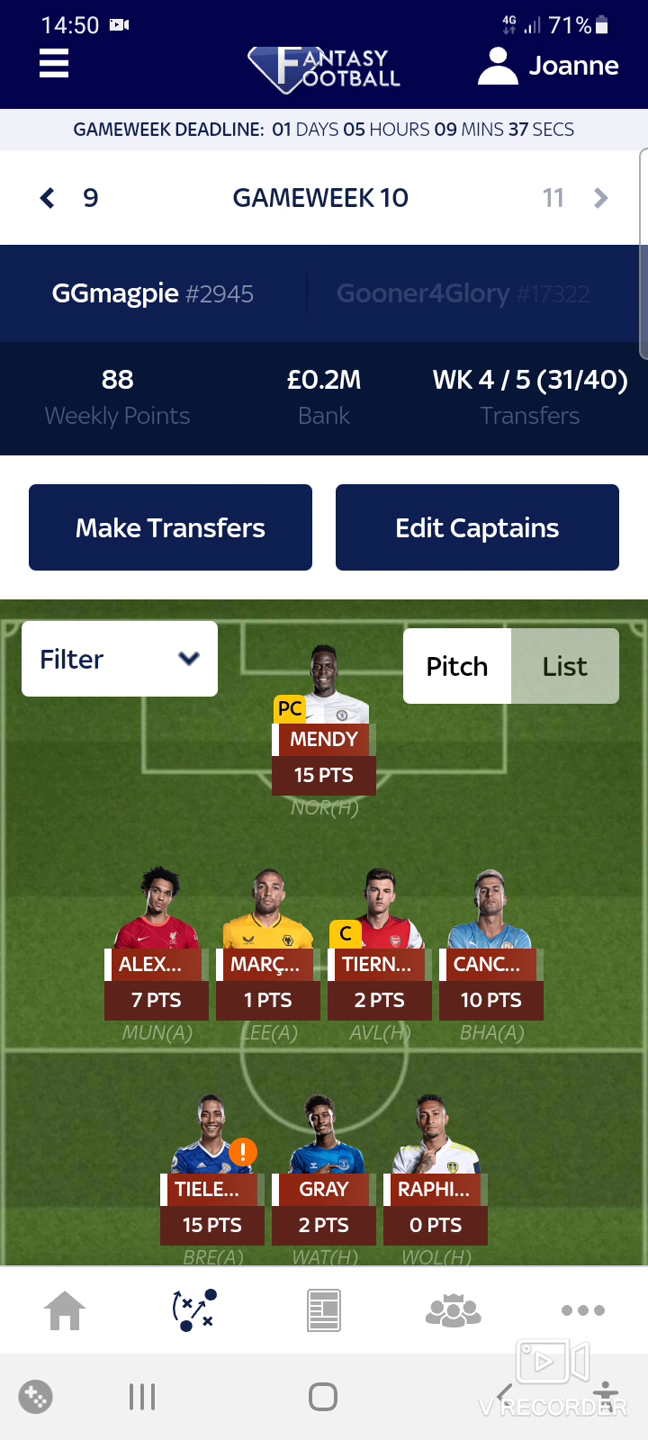 14:50 4G 71%
FANTASY FOOTBALL Joanne
GAMEWEEK DEADLINE: 01 DAYS 05 HOURS 09 MINS 37 SECS
9 GAMEWEEK 10 11
GGmagpie #2945 Gooner4Glory #17322
88 £0.2M WK 4 / 5 (31/40)
Weekly Points Bank Transfers
Make Transfers Edit Captains
Filter Pitch List
PC
MENDY
15 PTS
NOR(H)
C
ALEX... MARÇ... TIERN... CANC...
7 PTS 1 PTS 2 PTS 10 PTS
MUN(A) LEE(A) AVL(H) BHA(A)
!
TIELE... GRAY RAPHI...
15 PTS 2 PTS 0 PTS
BRE(A) WAT(H) WOL(H)
V RECORDER